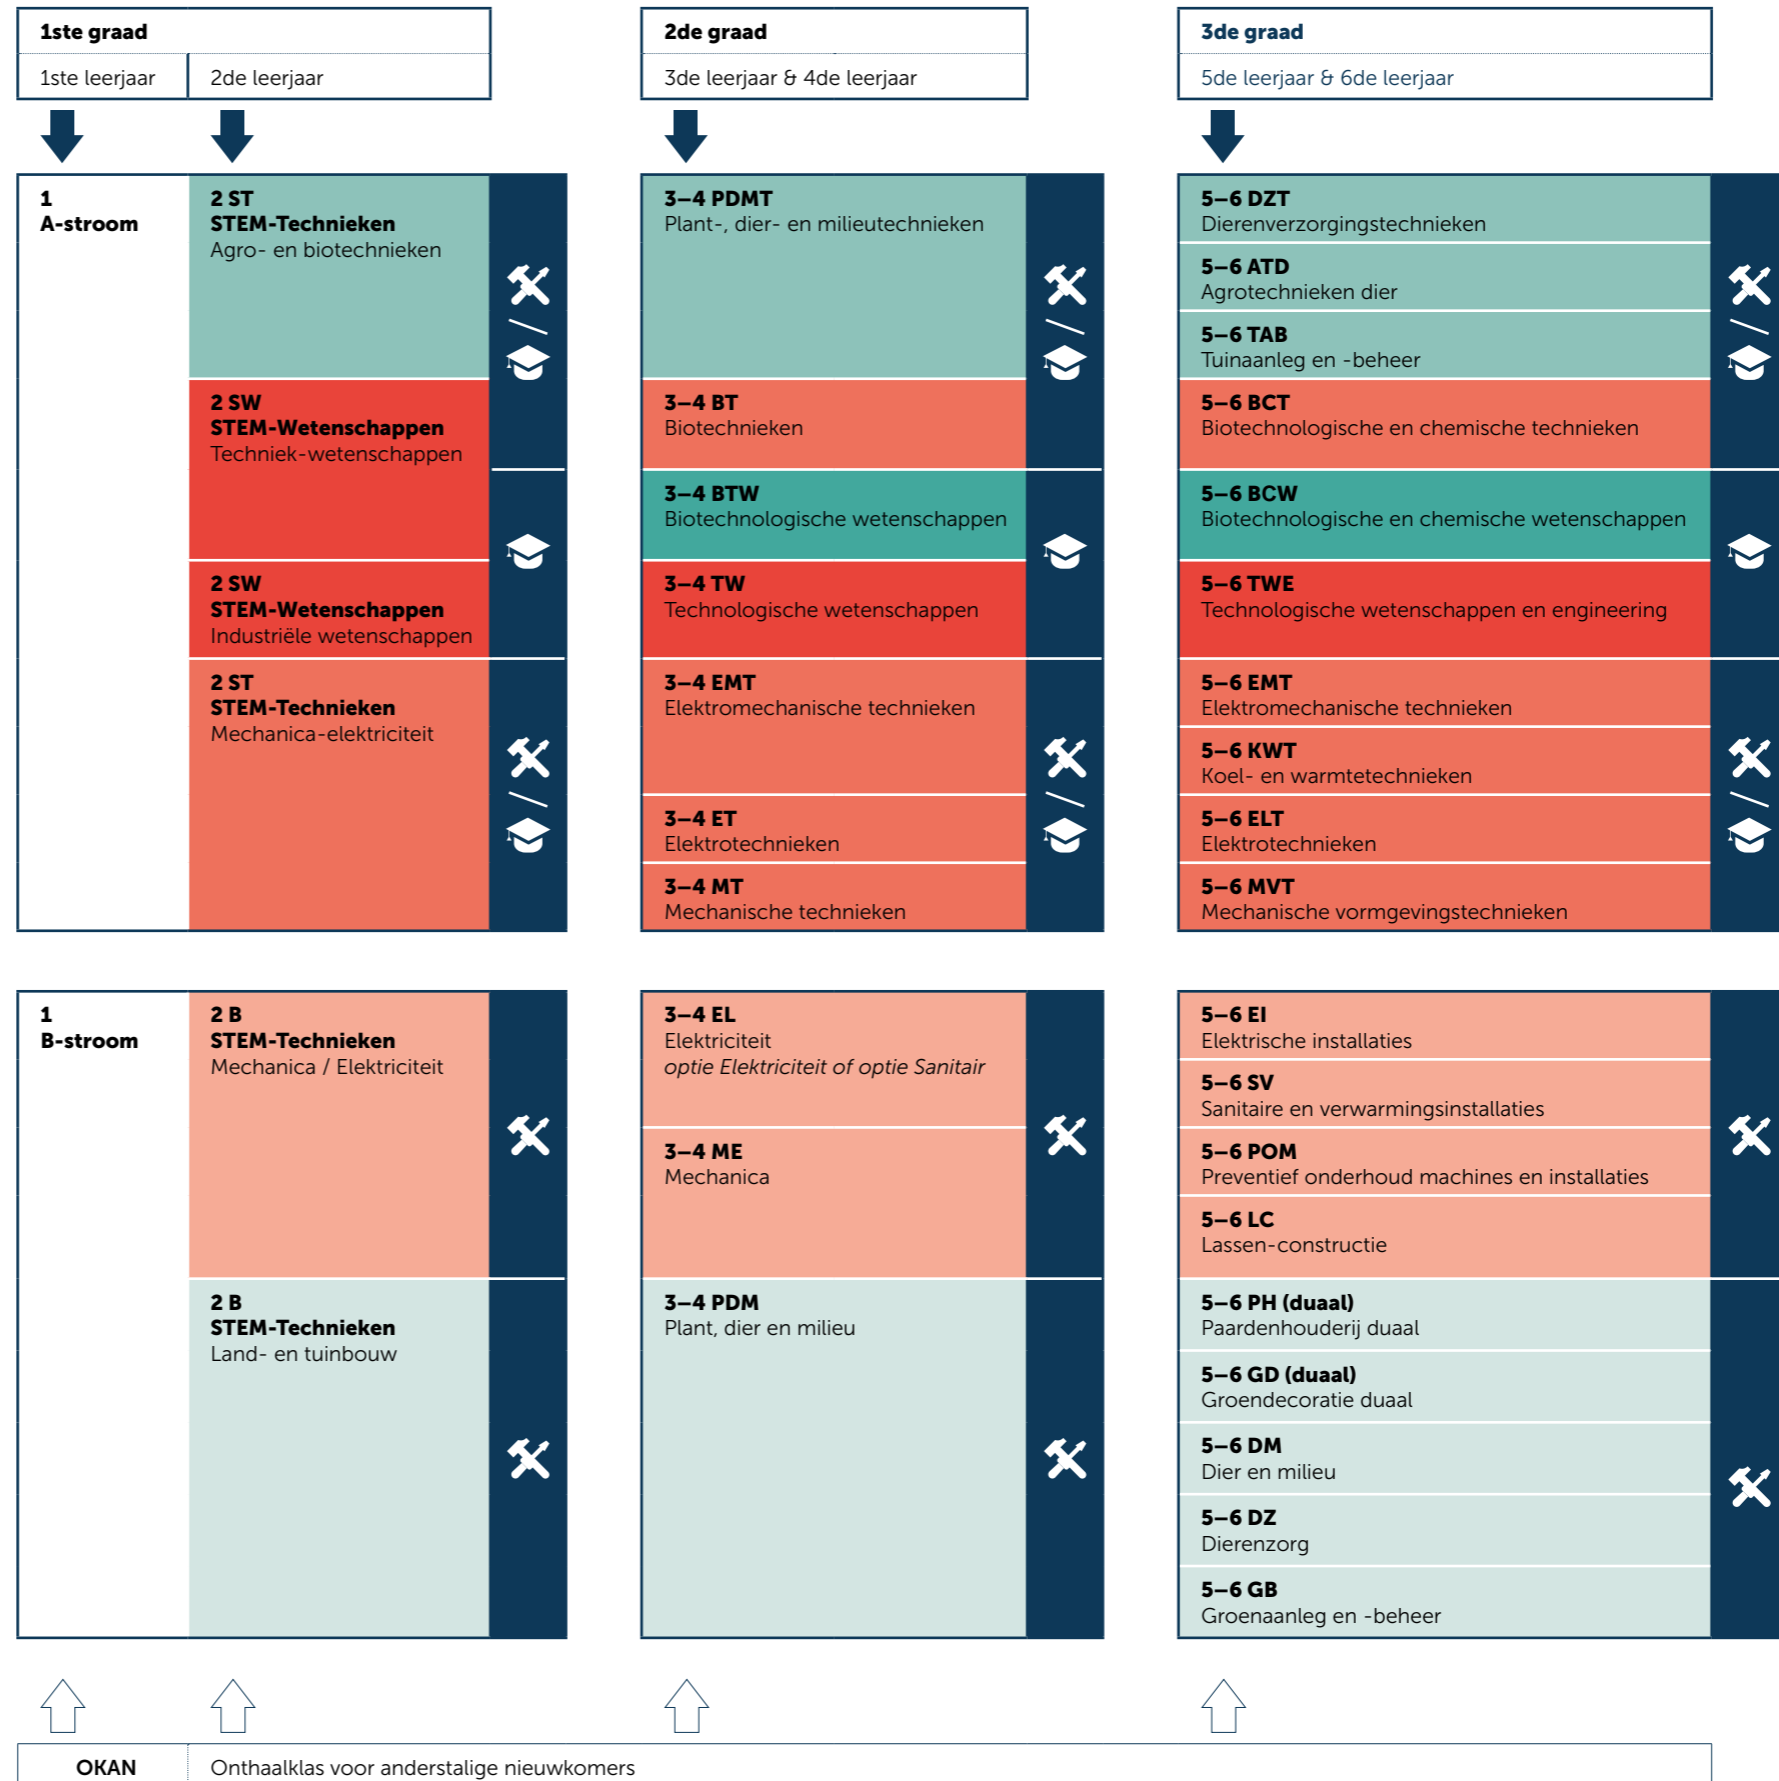 1ste graad
1ste leerjaar
2de leerjaar
2de graad
3de leerjaar & 4de leerjaar
3de graad
5de leerjaar & 6de leerjaar
1
A-stroom
2 ST
STEM-Technieken
Agro- en biotechnieken
2 SW
STEM-Wetenschappen
Techniek-wetenschappen
2 SW
STEM-Wetenschappen
Industriële wetenschappen
2 ST
STEM-Technieken
Mechanica-elektriciteit
3–4 PDMT
Plant-, dier- en milieutechnieken
3–4 BT
Biotechnieken
3–4 BTW
Biotechnologische wetenschappen
3–4 TW
Technologische wetenschappen
3–4 EMT
Elektromechanische technieken
3–4 ET
Elektrotechnieken
3–4 MT
Mechanische technieken
5–6 DZT
Dierenverzorgingstechnieken
5–6 ATD
Agrotechnieken dier
5–6 TAB
Tuinaanleg en -beheer
5–6 BCT
Biotechnologische en chemische technieken
5–6 BCW
Biotechnologische en chemische wetenschappen
5–6 TWE
Technologische wetenschappen en engineering
5–6 EMT
Elektromechanische technieken
5–6 KWT
Koel- en warmtetechnieken
5–6 ELT
Elektrotechnieken
5–6 MVT
Mechanische vormgevingstechnieken
1
B-stroom
2 B
STEM-Technieken
Mechanica / Elektriciteit
2 B
STEM-Technieken
Land- en tuinbouw
3–4 EL
Elektriciteit
optie Elektriciteit of optie Sanitair
3–4 ME
Mechanica
3–4 PDM
Plant, dier en milieu
5–6 EI
Elektrische installaties
5–6 SV
Sanitaire en verwarmingsinstallaties
5–6 POM
Preventief onderhoud machines en installaties
5–6 LC
Lassen-constructie
5–6 PH (duaal)
Paardenhouderij duaal
5–6 GD (duaal)
Groendecoratie duaal
5–6 DM
Dier en milieu
5–6 DZ
Dierenzorg
5–6 GB
Groenaanleg en -beheer
OKAN
Onthaalklas voor anderstalige nieuwkomers